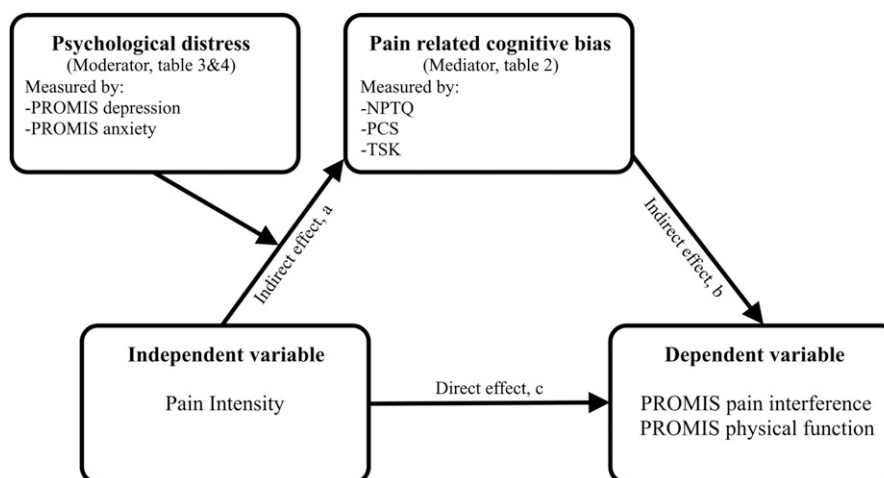 Psychological distress
(Moderator, table 3&4)
Measured by:
-PROMIS depression
-PROMIS anxiety
Pain related cognitive bias
(Mediator, table 2)
Measured by:
-NPTQ
-PCS
-TSK
Indirect effect, a
Indirect effect, b
Independent variable
Pain Intensity
Direct effect, c
Dependent variable
PROMIS pain interference
PROMIS physical function